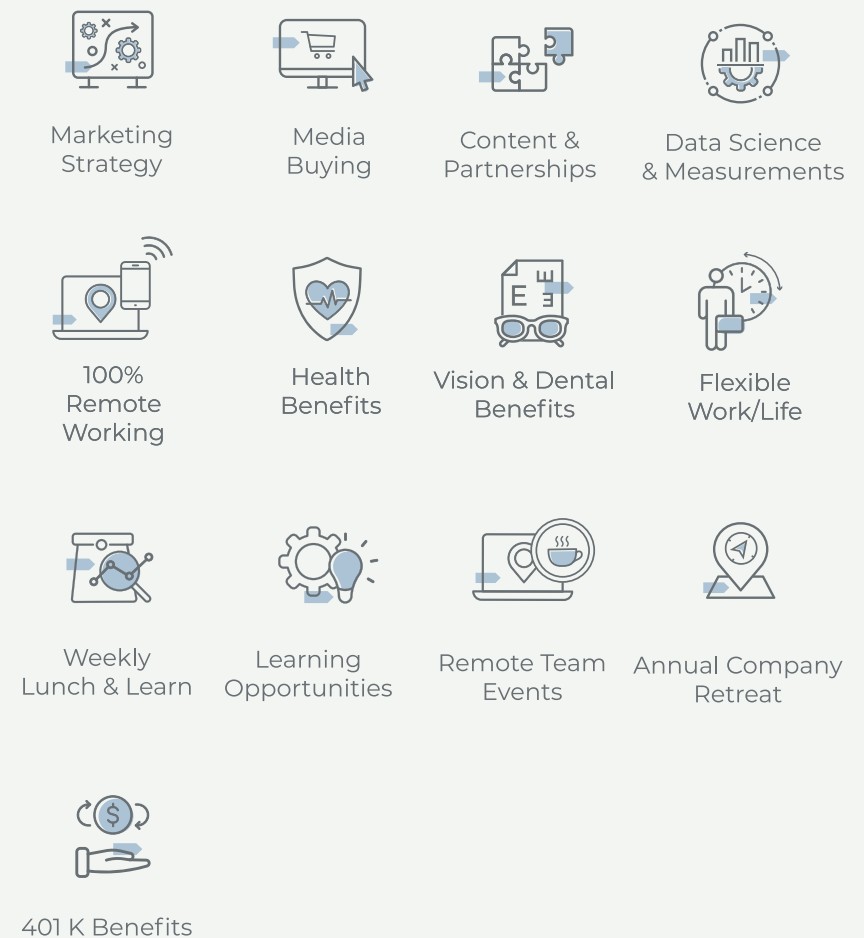 Marketing
Strategy
Media
Buying
Content &
Partnerships
Data Science
& Measurements
100%
Remote
Working
Health
Benefits
E
Vision & Dental
Benefits
Flexible
Work/Life
Weekly
Lunch & Learn
Learning
Opportunities
Remote Team
Events
Annual Company
Retreat
$
401 K Benefits